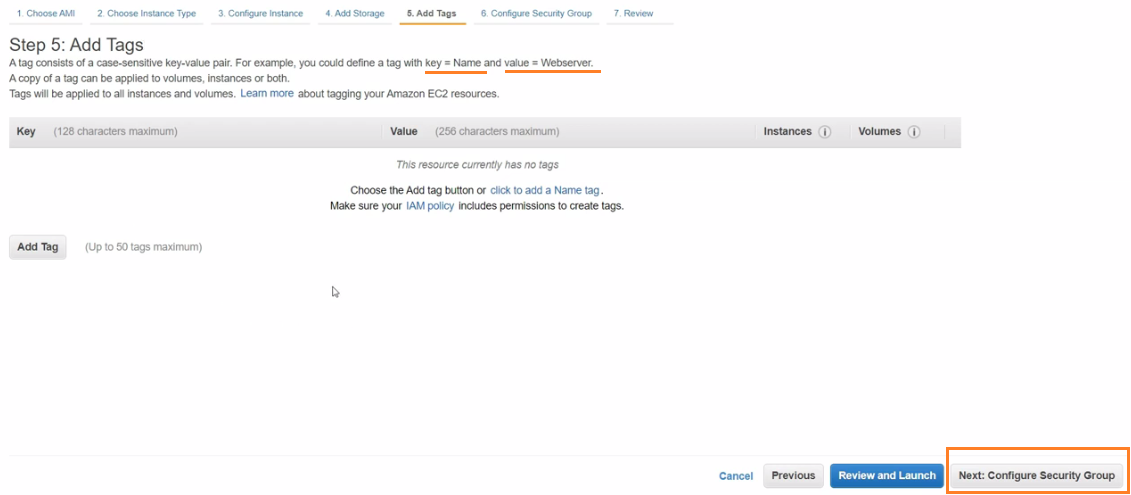 1. Choose AMI 2. Choose Instance Type 3. Configure Instance 4. Add Storage 5. Add Tags 6. Configure Security Group 7. Review
Step 5: Add Tags
A tag consists of a case-sensitive key-value pair. For example, you could define a tag with key = Name and value = Webserver.
A copy of a tag can be applied to volumes, instances or both.
Tags will be applied to all instances and volumes. Learn more about tagging your Amazon EC2 resources.
Key (128 characters maximum) Value (256 characters maximum) Instances i Volumes i
This resource currently has no tags
Choose the Add tag button or click to add a Name tag.
Make sure your IAM policy includes permissions to create tags.
Add Tag (Up to 50 tags maximum)
Cancel Previous Review and Launch Next: Configure Security Group